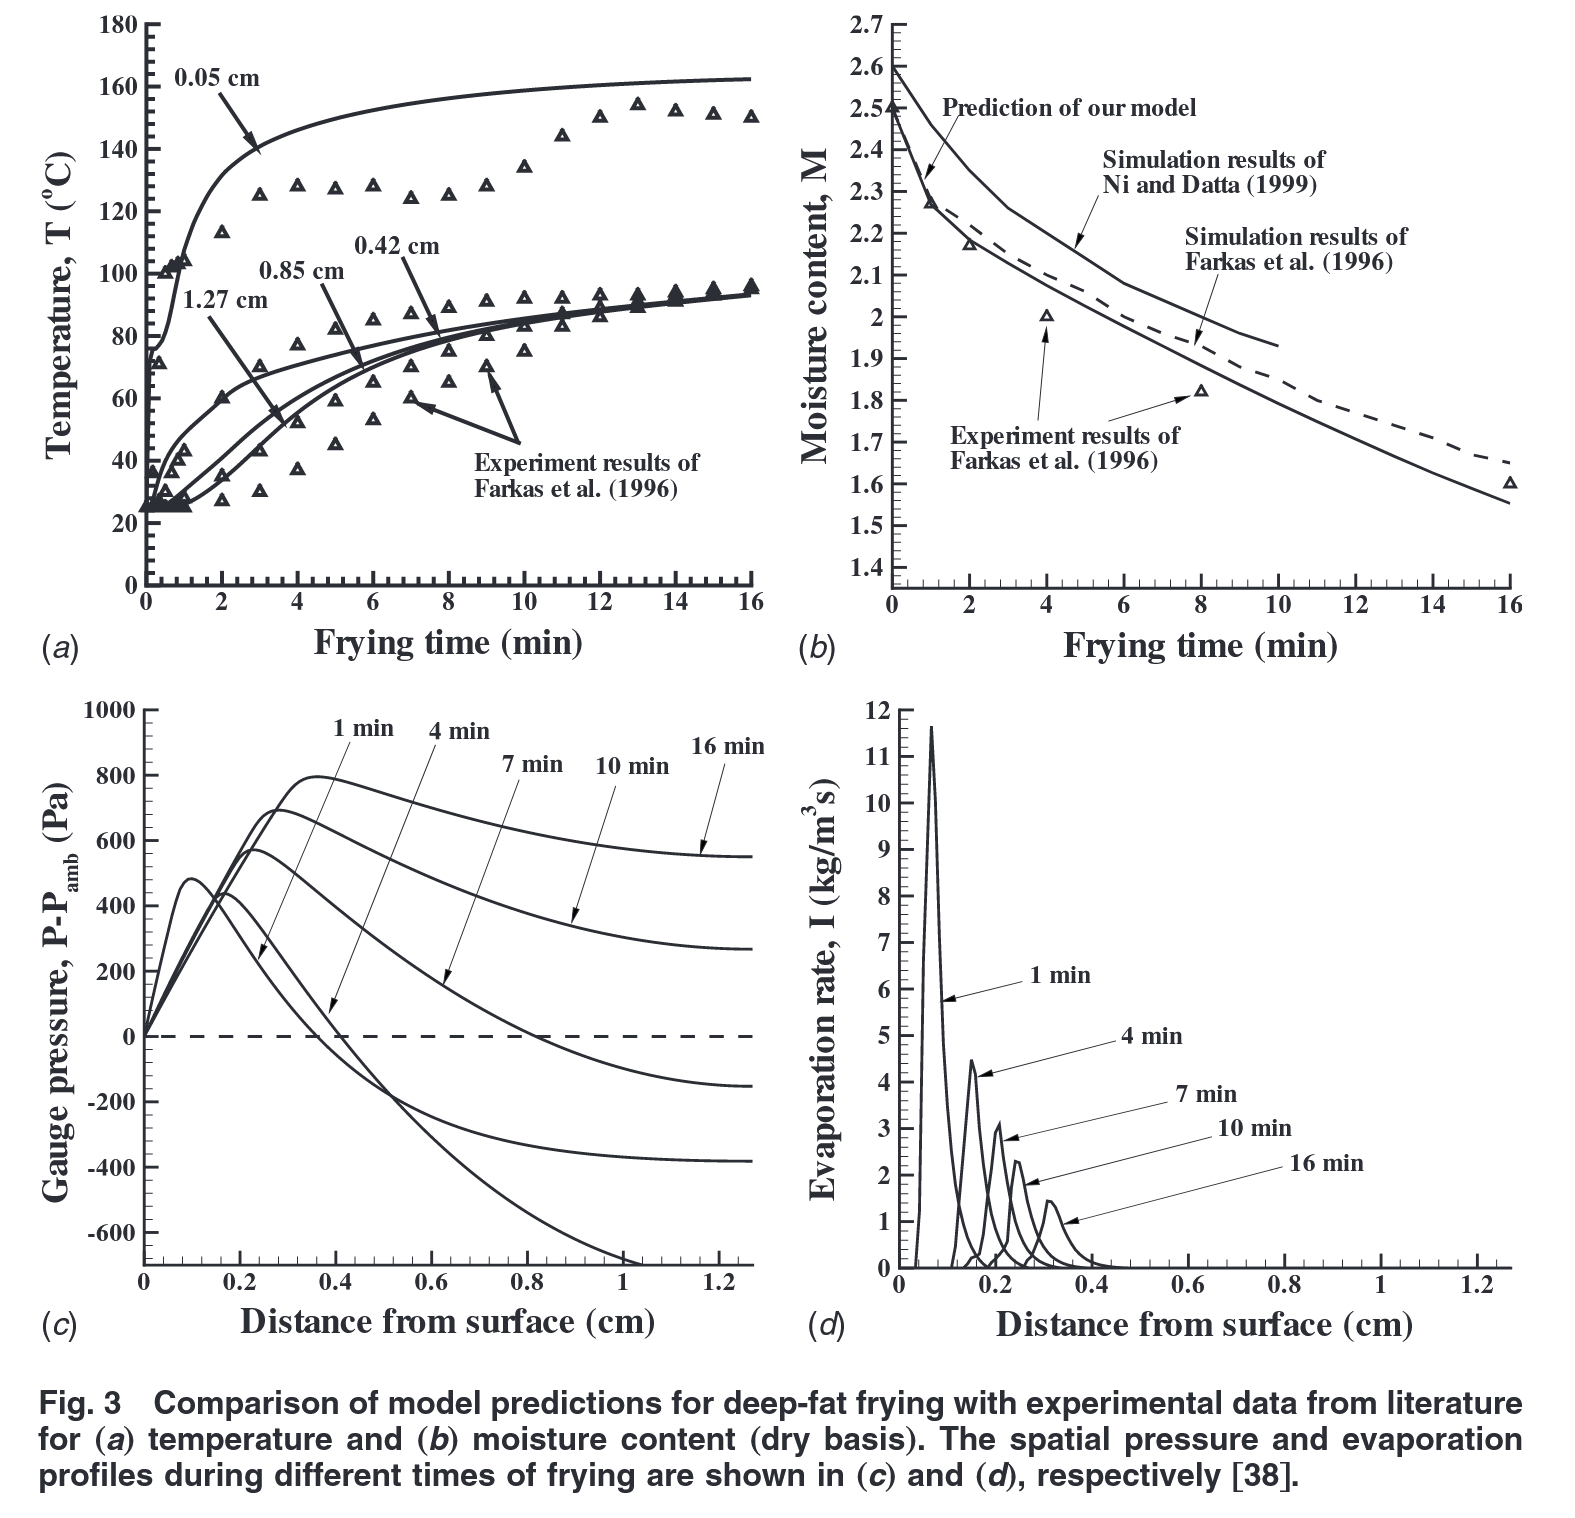 180
160
140
120
100
80
60
40
20
0
0 2 4 6 8 10 12 14 16
Temperature, T (°C)
0.05 cm
0.42 cm
0.85 cm
1.27 cm
Experiment results of
Farkas et al. (1996)
(a) Frying time (min)
2.7
2.6
2.5
2.4
2.3
2.2
2.1
2
1.9
1.8
1.7
1.6
1.5
1.4
0 2 4 6 8 10 12 14 16
Moisture content, M
Prediction of our model
Simulation results of
Ni and Datta (1999)
Simulation results of
Farkas et al. (1996)
Experiment results of
Farkas et al. (1996)
(b) Frying time (min)
1000
800
600
400
200
0
-200
-400
-600
0 0.2 0.4 0.6 0.8 1 1.2
Gauge pressure, P-Pamb (Pa)
1 min
4 min
7 min
10 min
16 min
(c) Distance from surface (cm)
12
11
10
9
8
7
6
5
4
3
2
1
0
0 0.2 0.4 0.6 0.8 1 1.2
Evaporation rate, I (kg/m³s)
1 min
4 min
7 min
10 min
16 min
(d) Distance from surface (cm)
Fig. 3 Comparison of model predictions for deep-fat frying with experimental data from literature
for (a) temperature and (b) moisture content (dry basis). The spatial pressure and evaporation
profiles during different times of frying are shown in (c) and (d), respectively [38].